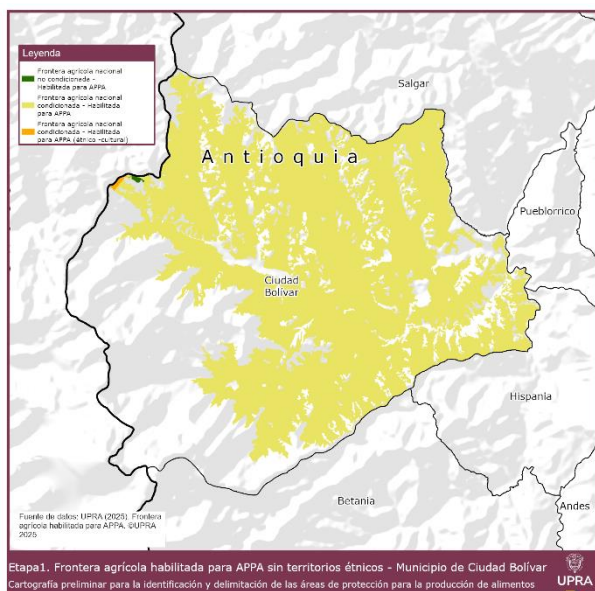 Leyenda
Frontera agrícola nacional
no condicionada -
Habilitada para APPA
Frontera agrícola nacional
condicionada - Habilitada
para APPA
Frontera agrícola nacional
condicionada - Habilitada
para APPA (étnico -cultural)
Salgar
Antioquia
Pueblorrico
Ciudad
Bolívar
Hispania
Betania
Andes
Fuente de datos: UPRA (2025). Frontera
agrícola habilitada para APPA. ©UPRA
2025
Etapa1. Frontera agrícola habilitada para APPA sin territorios étnicos - Municipio de Ciudad Bolívar
Cartografía preliminar para la identificación y delimitación de las áreas de protección para la producción de alimentos
UPRA